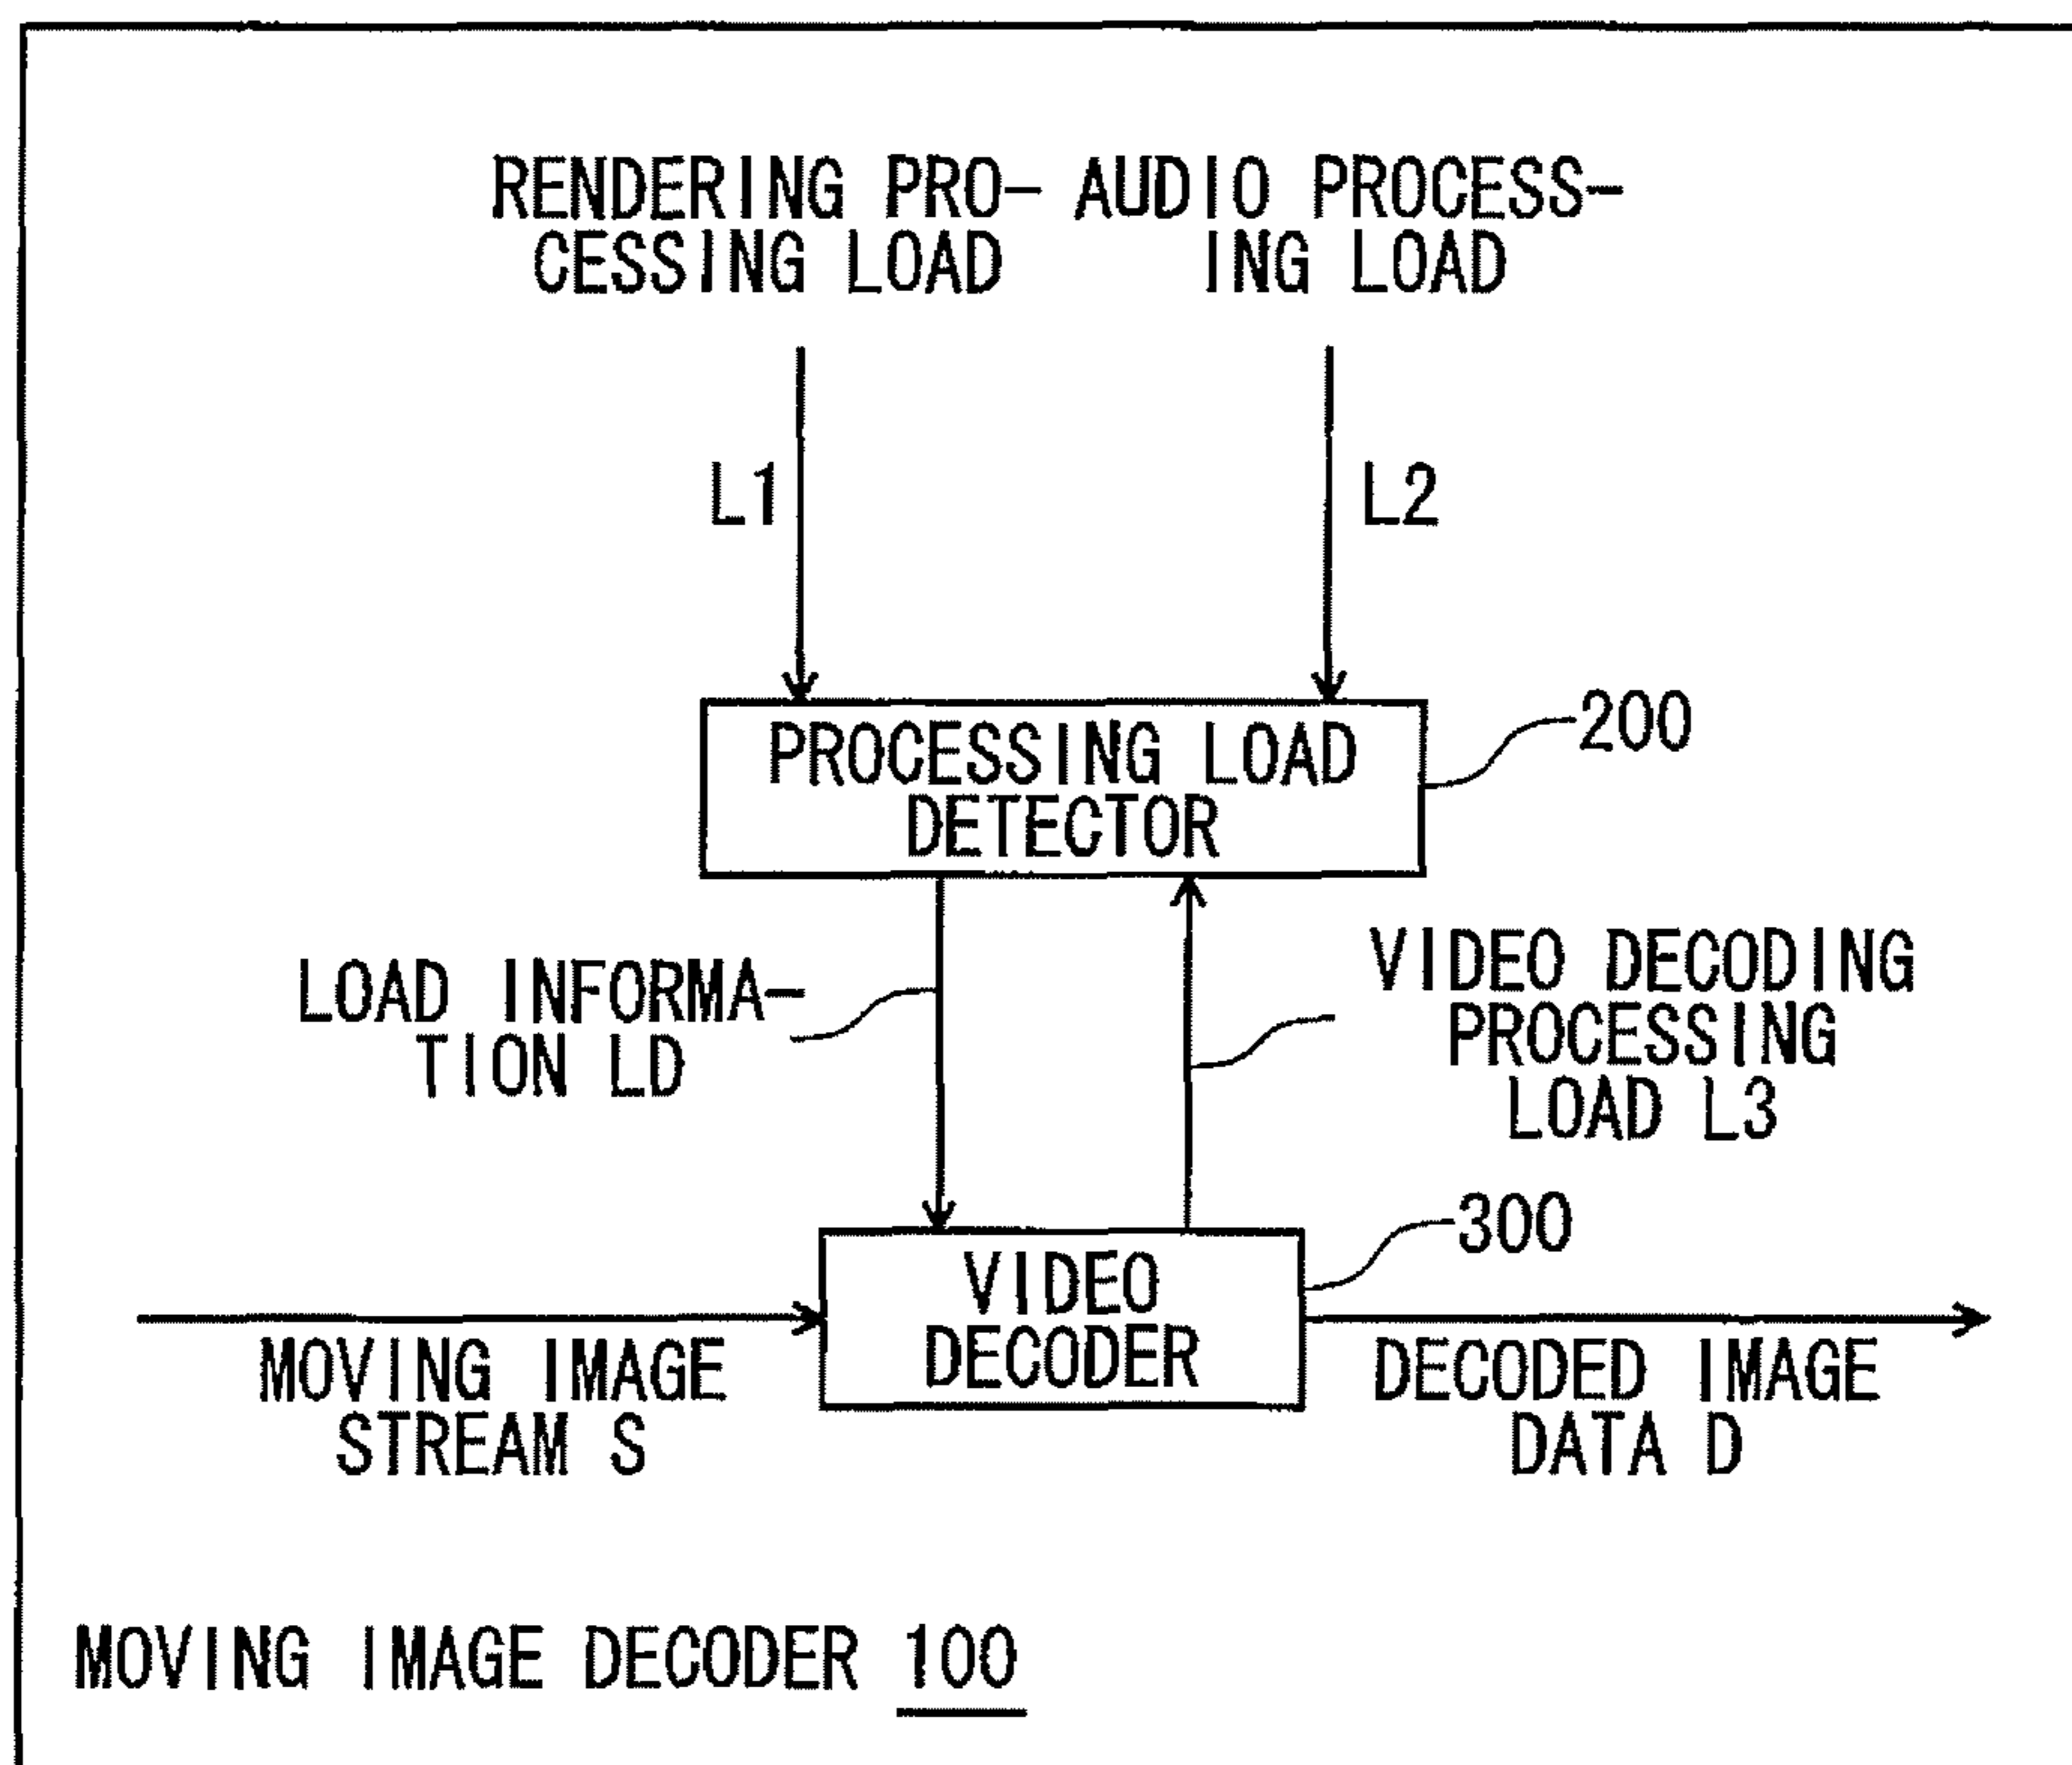 RENDERING PRO-
CESSING LOAD
AUDIO PROCESS-
ING LOAD
L1
L2
PROCESSING LOAD
DETECTOR
200
LOAD INFORMA-
TION LD
VIDEO DECODING
PROCESSING
LOAD L3
300
VIDEO
DECODER
MOVING IMAGE
STREAM S
DECODED IMAGE
DATA D
MOVING IMAGE DECODER 100